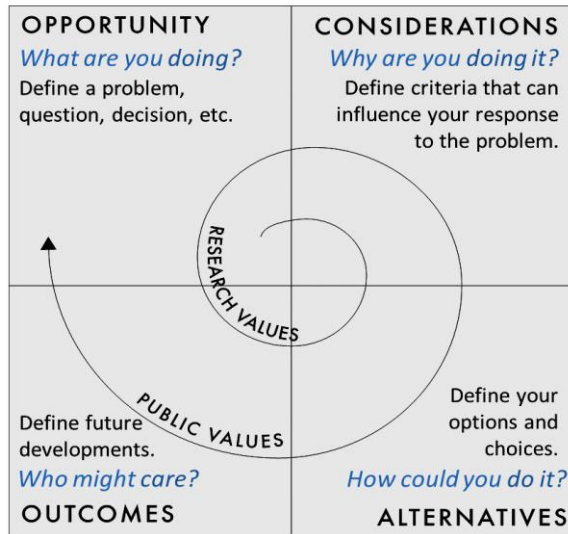 OPPORTUNITY
What are you doing?
Define a problem,
question, decision, etc.
CONSIDERATIONS
Why are you doing it?
Define criteria that can
influence your response
to the problem.
RESEARCH VALUES
PUBLIC VALUES
Define future
developments.
Who might care?
OUTCOMES
Define your
options and
choices.
How could you do it?
ALTERNATIVES